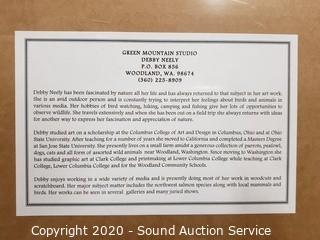 GREEN MOUNTAIN STUDIO
DEBBY NEELY
P.O. BOX 856
WOODLAND, WA. 98674
(360) 225-8909
Debby Neely has been fascinated by nature all her life and has always returned to that subject in her art work.
She is an avid outdoor person and is constantly trying to interpret her feelings about birds and animals in
various media. Her hobbies of bird watching, hiking, camping and fishing give her lots of opportunities to
observe wildlife. She travels extensively and when she has been out on a field trip she always returns with ideas
for another way to express her fascination and appreciation of nature.
Debby studied art on a scholarship at the Columbus College of Art and Design in Columbus, Ohio and at Ohio
State University. After teaching for a number of years she moved to California and completed a Masters Degree
at San Jose State University. She presently lives on a small farm amidst a generous collection of parrots, peafowl,
dogs, cats and all form of assorted wild animals near Woodland, Washington. Since moving to Washington she
has studied graphic art at Clark College and printmaking at Lower Columbia College while teaching at Clark
College, Lower Columbia College and for the Woodland Community Schools.
Debby enjoys working in a wide variety of media and is presently doing most of her work in woodcuts and
scratchboard. Her major subject matter includes the northwest salmon species along with local mammals and
birds. Her works can be seen in several galleries and many juried shows.
Copyright 2020 - Sound Auction Service